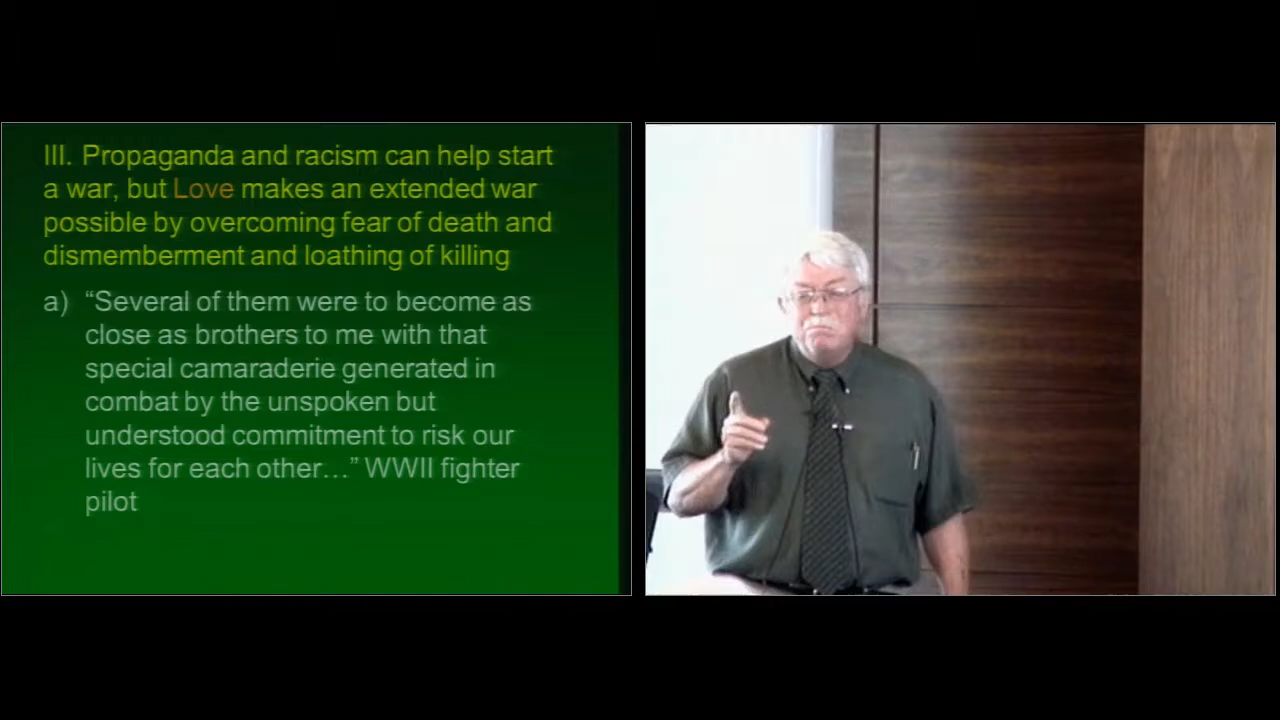 III. Propaganda and racism can help start
a war, but Love makes an extended war
possible by overcoming fear of death and
dismemberment and loathing of killing
a) “Several of them were to become as
close as brothers to me with that
special camaraderie generated in
combat by the unspoken but
understood commitment to risk our
lives for each other…” WWII fighter
pilot